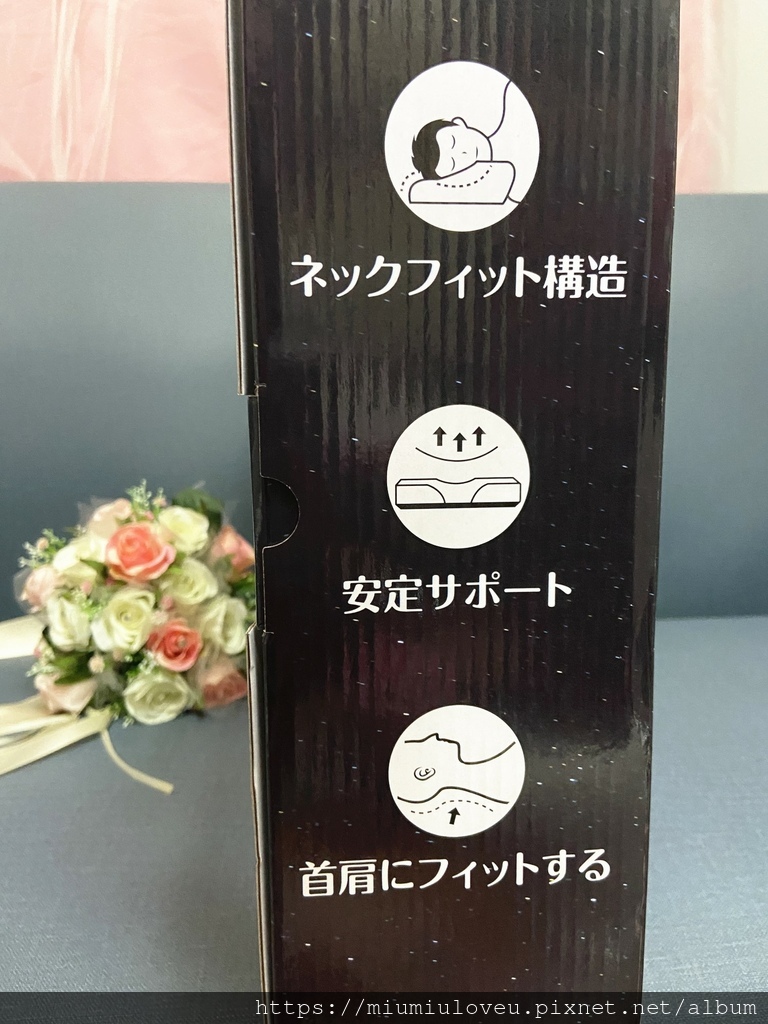 ネックフィット構造
安定サポート
首肩にフィットする
https://miumiuloveu.pixnet.net/album